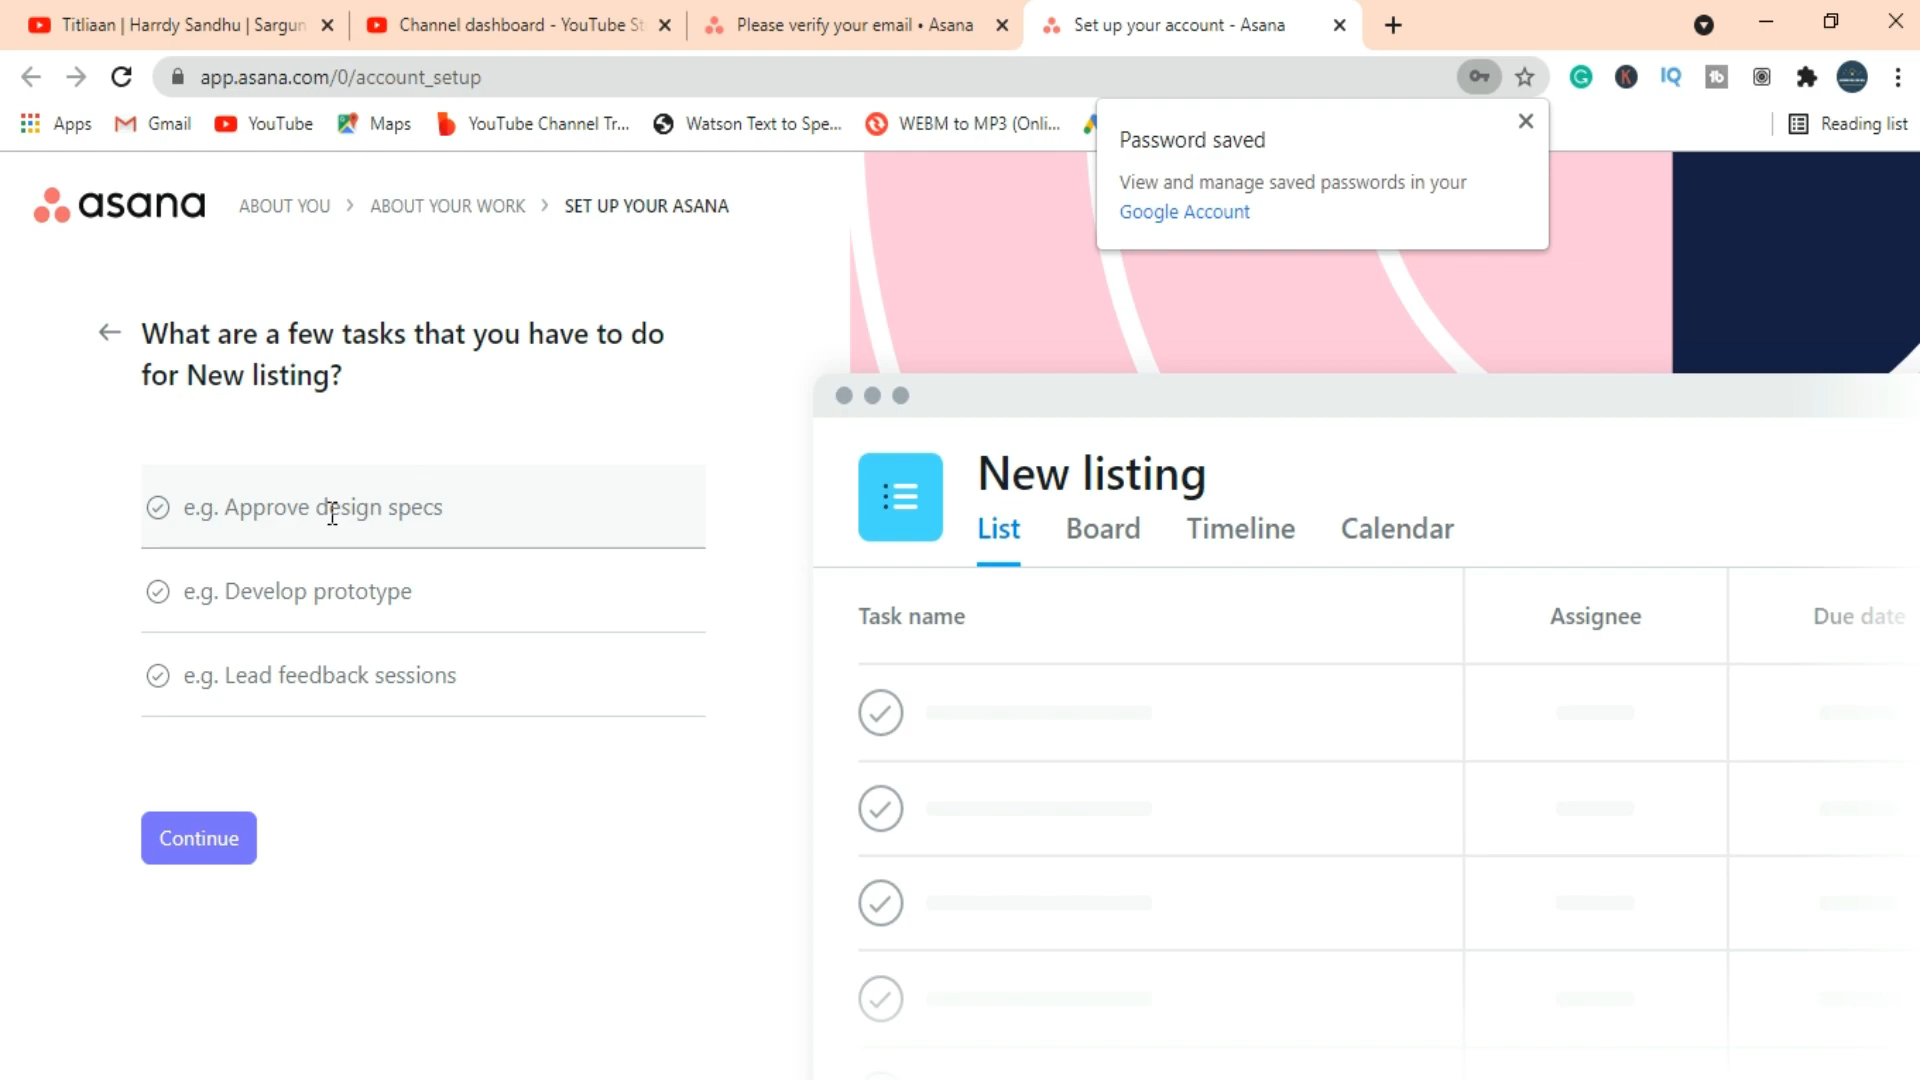 Titliaan | Harrdy Sandhu | Sargun
Channel dashboard - YouTube St
Please verify your email • Asana
Set up your account - Asana
app.asana.com/0/account_setup
Apps
Gmail
YouTube
Maps
YouTube Channel Tr...
Watson Text to Spe...
WEBM to MP3 (Onli...
Reading list
Password saved
View and manage saved passwords in your
Google Account
asana
ABOUT YOU > ABOUT YOUR WORK > SET UP YOUR ASANA
What are a few tasks that you have to do
for New listing?
e.g. Approve design specs
e.g. Develop prototype
e.g. Lead feedback sessions
Continue
New listing
List Board Timeline Calendar
Task name Assignee Due date